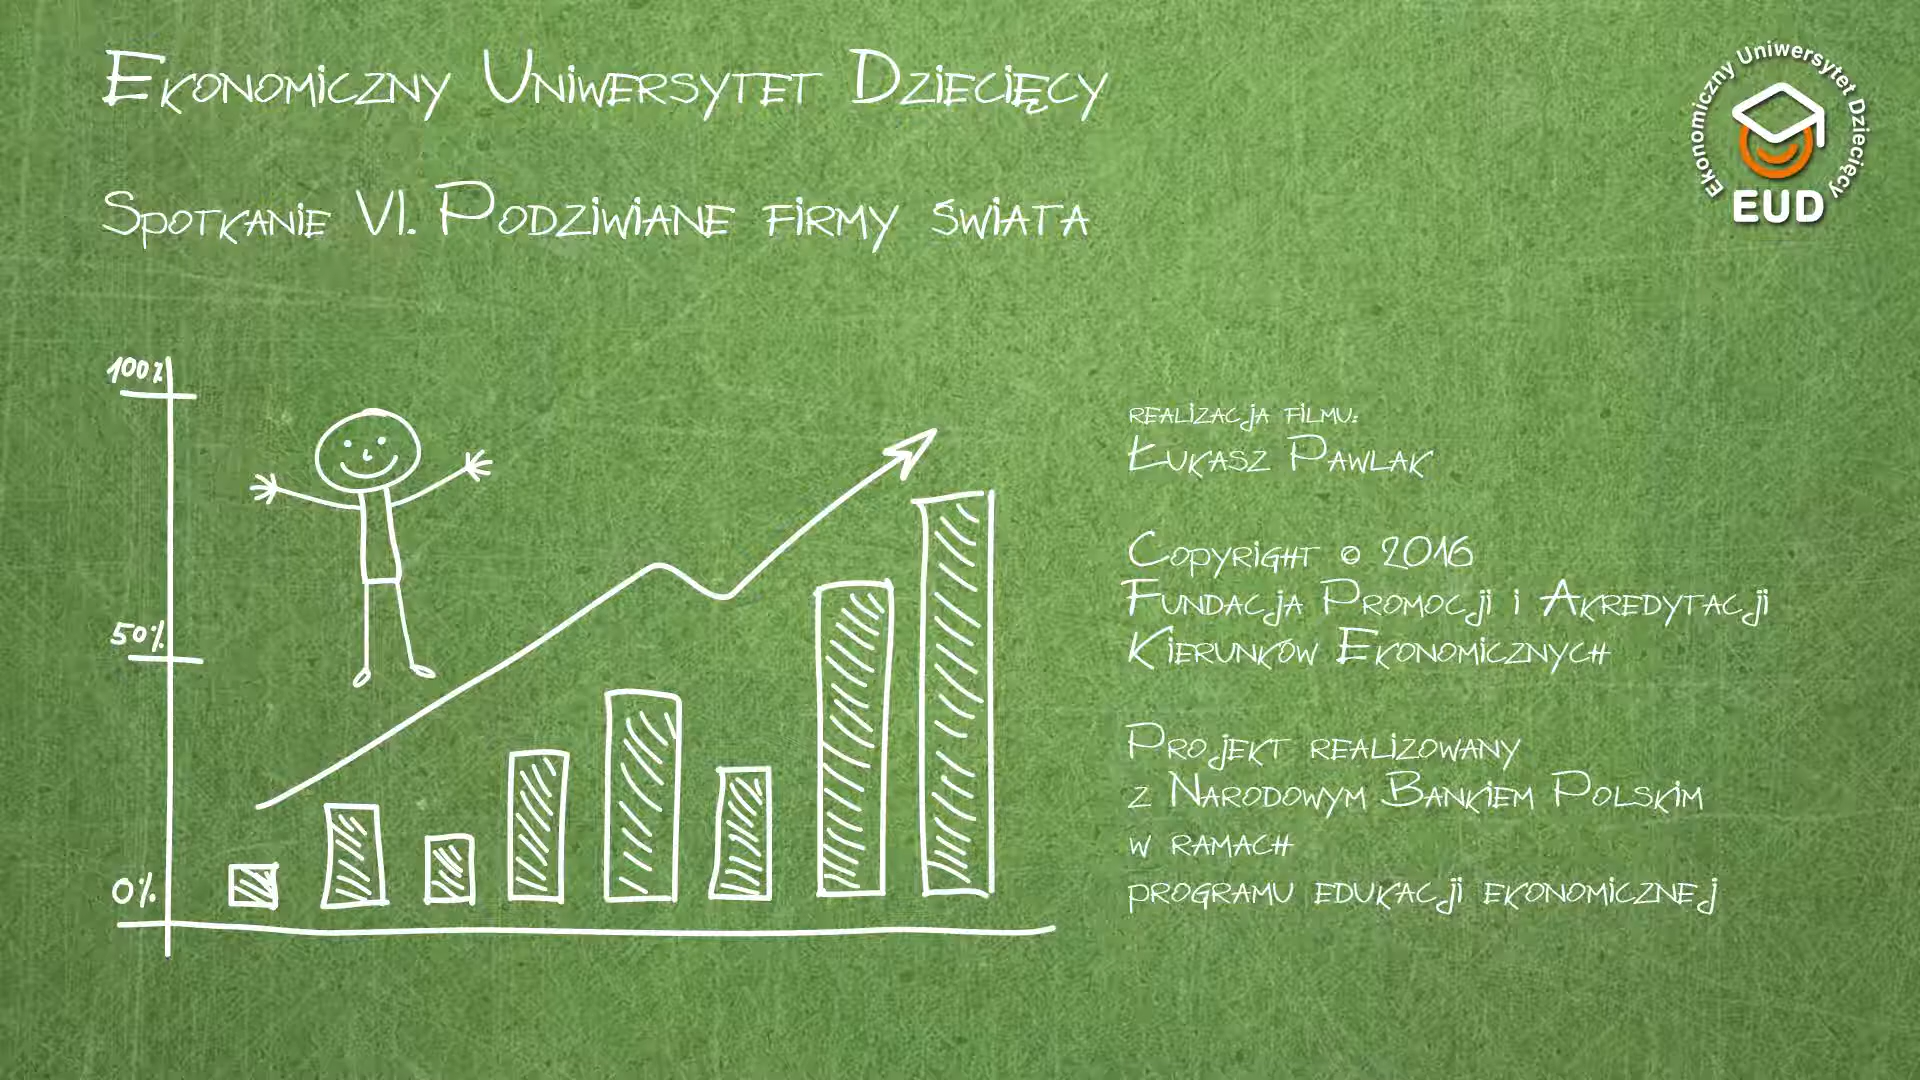 Ekonomiczny Uniwersytet Dziecięcy
Spotkanie VI. Podziwiane firmy świata
Ekonomiczny Uniwersytet Dziecięcy
EUD
100%
50%
0%
realizacja filmu:
Łukasz Pawlak
Copyright © 2016
Fundacja Promocji i Akredytacji
Kierunków Ekonomicznych
Projekt realizowany
z Narodowym Bankiem Polskim
w ramach
programu edukacji ekonomicznej